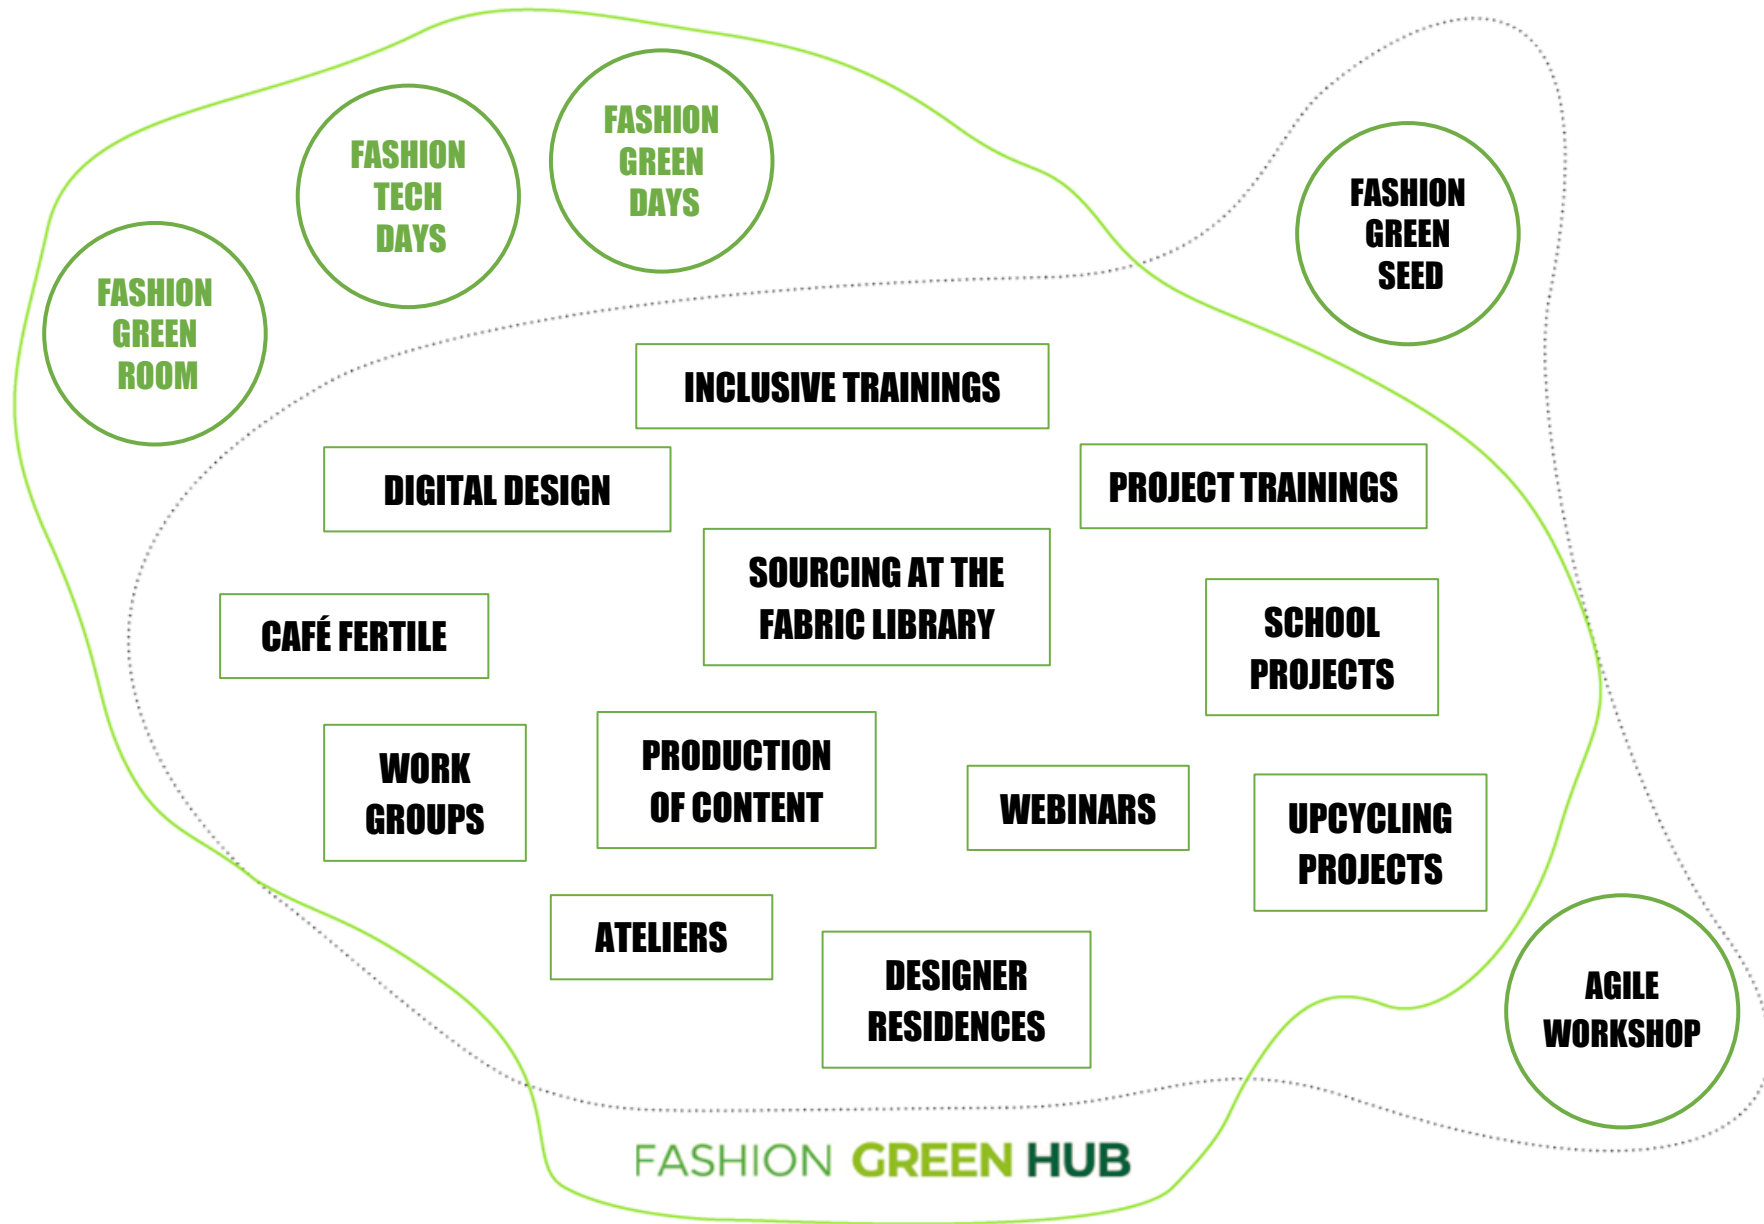 FASHION
GREEN
DAYS
FASHION
TECH
DAYS
FASHION
GREEN
SEED
FASHION
GREEN
ROOM
INCLUSIVE TRAININGS
DIGITAL DESIGN
PROJECT TRAININGS
SOURCING AT THE
FABRIC LIBRARY
CAFÉ FERTILE
SCHOOL
PROJECTS
WORK
GROUPS
PRODUCTION
OF CONTENT
WEBINARS
UPCYCLING
PROJECTS
ATELIERS
DESIGNER
RESIDENCES
AGILE
WORKSHOP
FASHION GREEN HUB